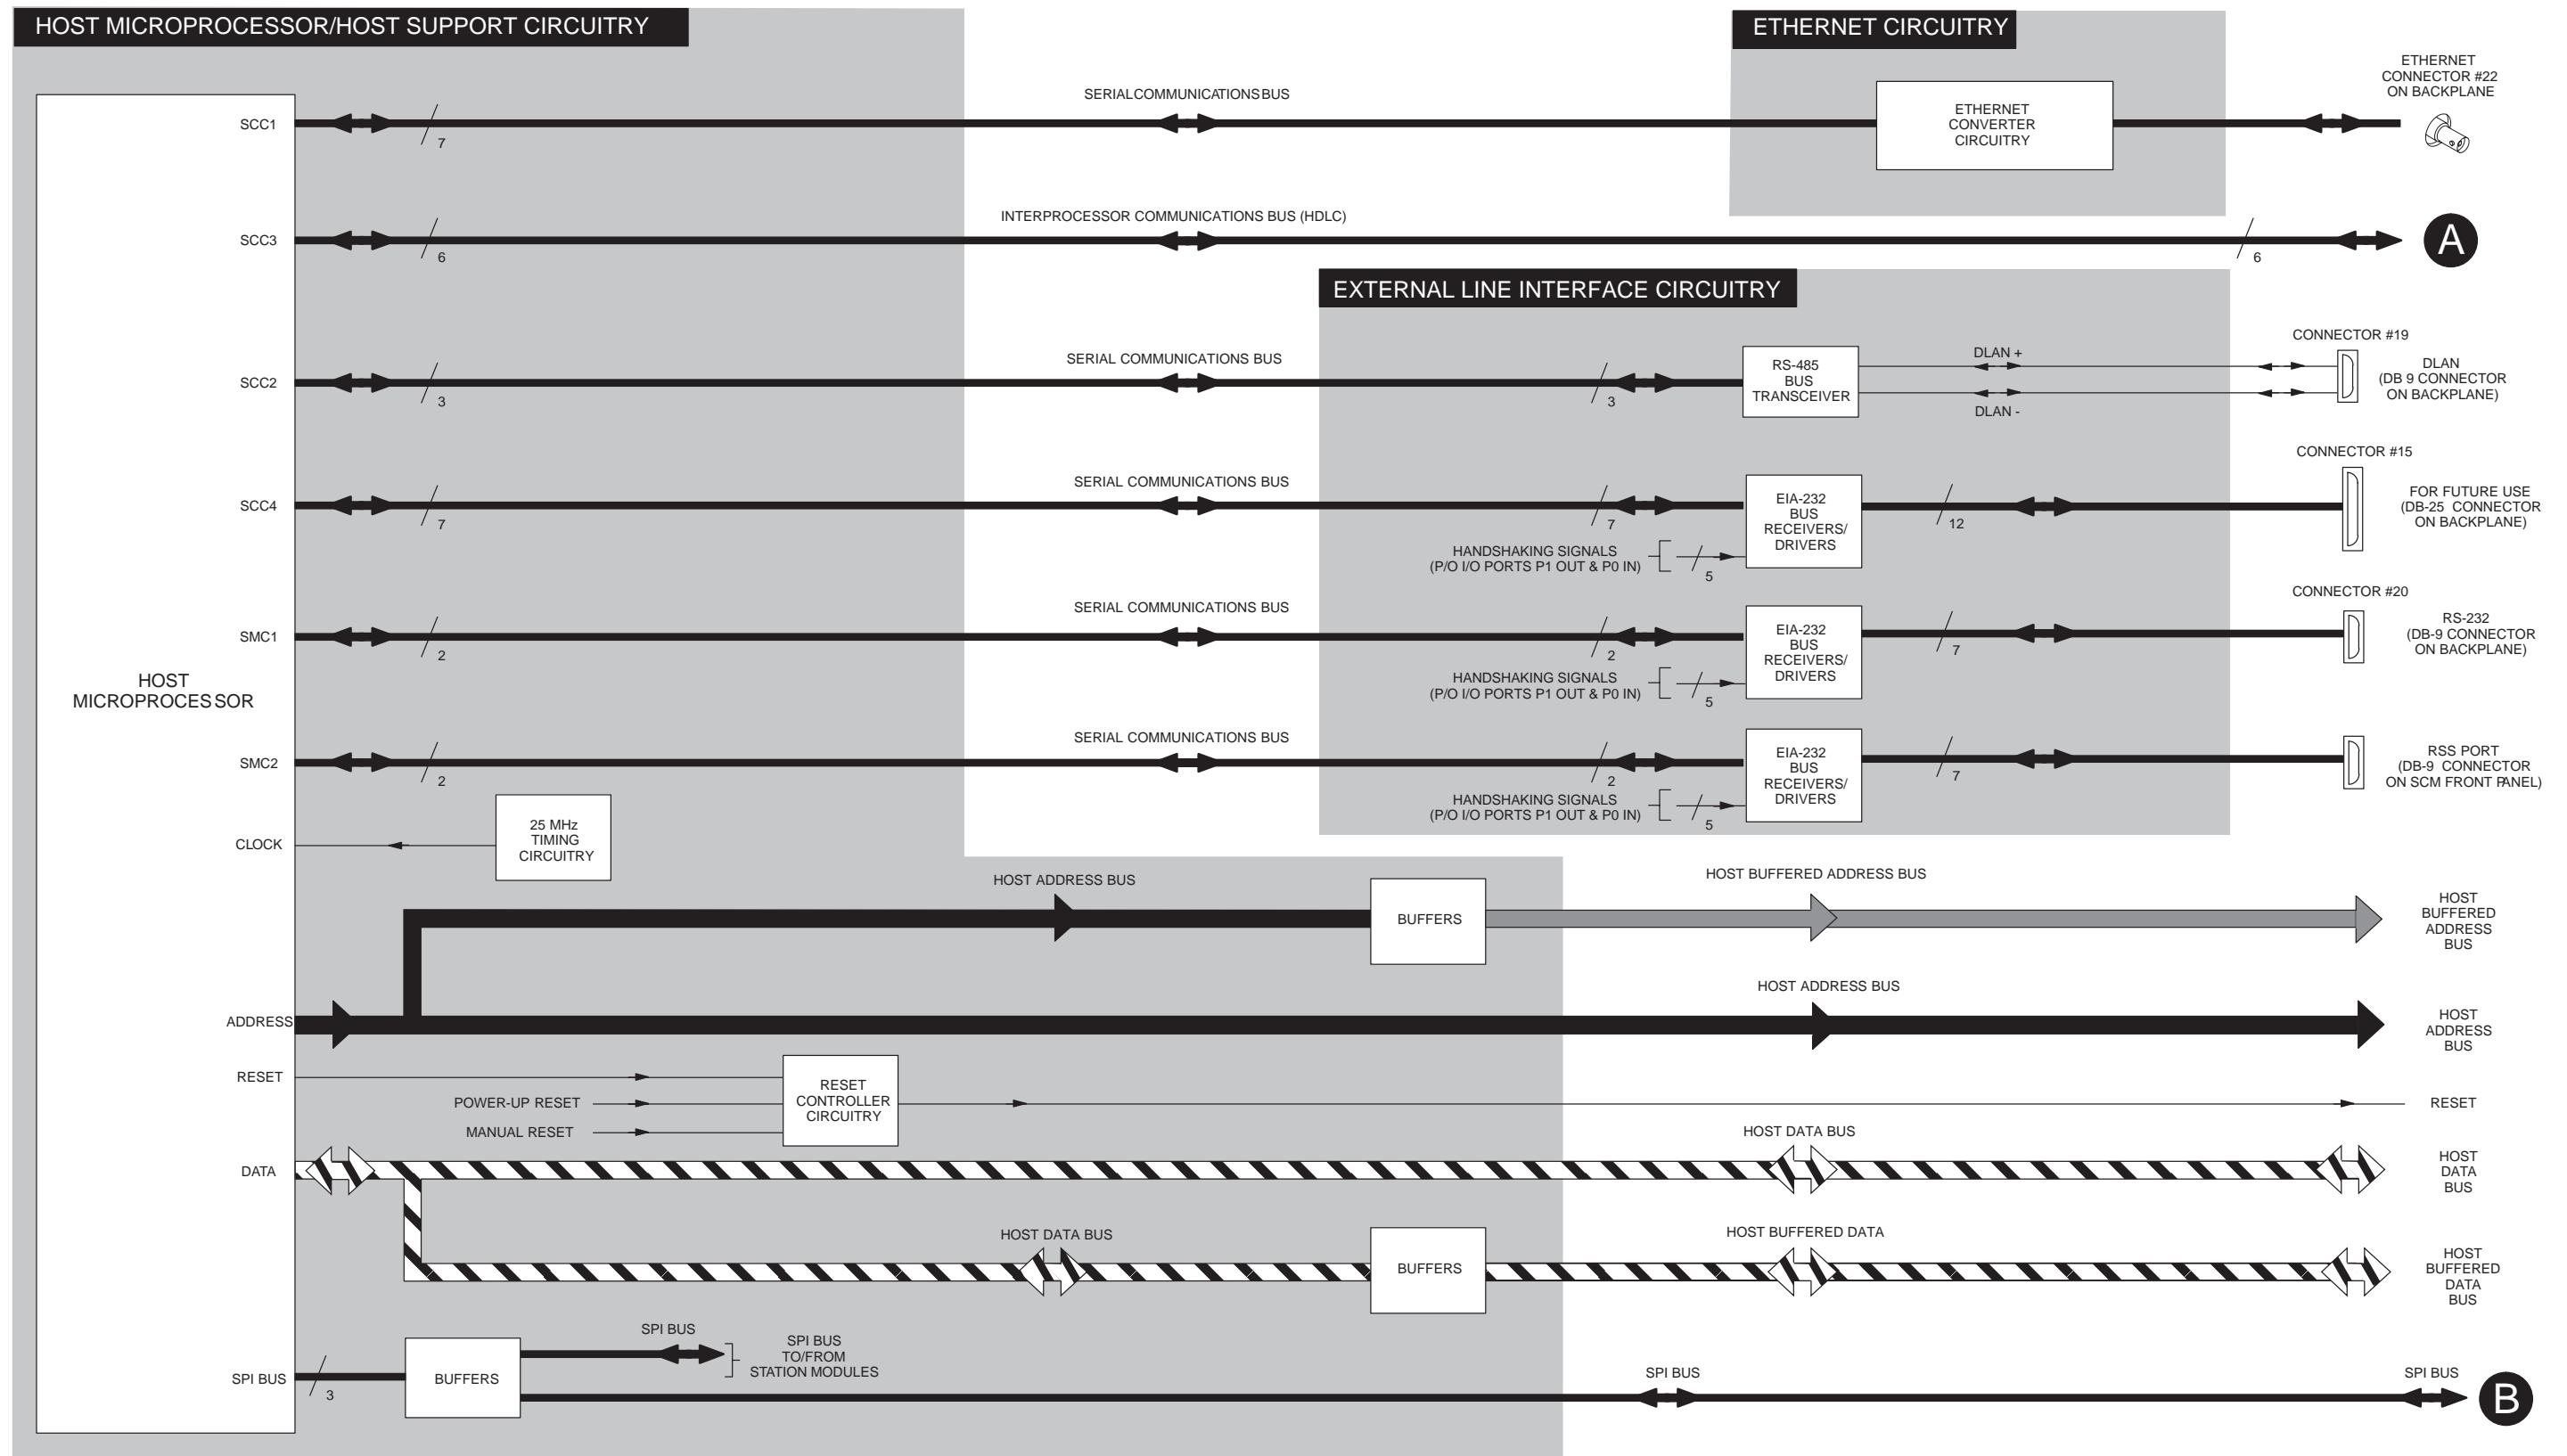 HOST MICROPROCESSOR/HOST SUPPORT CIRCUITRY
ETHERNET CIRCUITRY
ETHERNET
CONNECTOR #22
ON BACKPLANE
SCC1
7
SERIALCOMMUNICATIONSBUS
ETHERNET
CONVERTER
CIRCUITRY
SCC3
6
INTERPROCESSOR COMMUNICATIONS BUS (HDLC)
6
A
EXTERNAL LINE INTERFACE CIRCUITRY
SCC2
3
SERIAL COMMUNICATIONS BUS
3
RS-485
BUS
TRANSCEIVER
DLAN +
DLAN -
CONNECTOR #19
DLAN
(DB 9 CONNECTOR
ON BACKPLANE)
SCC4
7
SERIAL COMMUNICATIONS BUS
7
EIA-232
BUS
RECEIVERS/
DRIVERS
HANDSHAKING SIGNALS
(P/O I/O PORTS P1 OUT & P0 IN)
5
12
CONNECTOR #15
FOR FUTURE USE
(DB-25 CONNECTOR
ON BACKPLANE)
SMC1
2
SERIAL COMMUNICATIONS BUS
2
EIA-232
BUS
RECEIVERS/
DRIVERS
HANDSHAKING SIGNALS
(P/O I/O PORTS P1 OUT & P0 IN)
5
7
CONNECTOR #20
RS-232
(DB-9 CONNECTOR
ON BACKPLANE)
HOST
MICROPROCESSOR
SMC2
2
SERIAL COMMUNICATIONS BUS
2
EIA-232
BUS
RECEIVERS/
DRIVERS
HANDSHAKING SIGNALS
(P/O I/O PORTS P1 OUT & P0 IN)
5
7
RSS PORT
(DB-9 CONNECTOR
ON SCM FRONT PANEL)
CLOCK
25 MHz
TIMING
CIRCUITRY
HOST ADDRESS BUS
BUFFERS
HOST BUFFERED ADDRESS BUS
HOST
BUFFERED
ADDRESS
BUS
ADDRESS
HOST ADDRESS BUS
HOST
ADDRESS
BUS
RESET
POWER-UP RESET
MANUAL RESET
RESET
CONTROLLER
CIRCUITRY
RESET
DATA
HOST DATA BUS
HOST
DATA
BUS
HOST DATA BUS
BUFFERS
HOST BUFFERED DATA
HOST
BUFFERED
DATA
BUS
SPI BUS
3
BUFFERS
SPI BUS
SPI BUS
TO/FROM
STATION MODULES
SPI BUS
SPI BUS
B